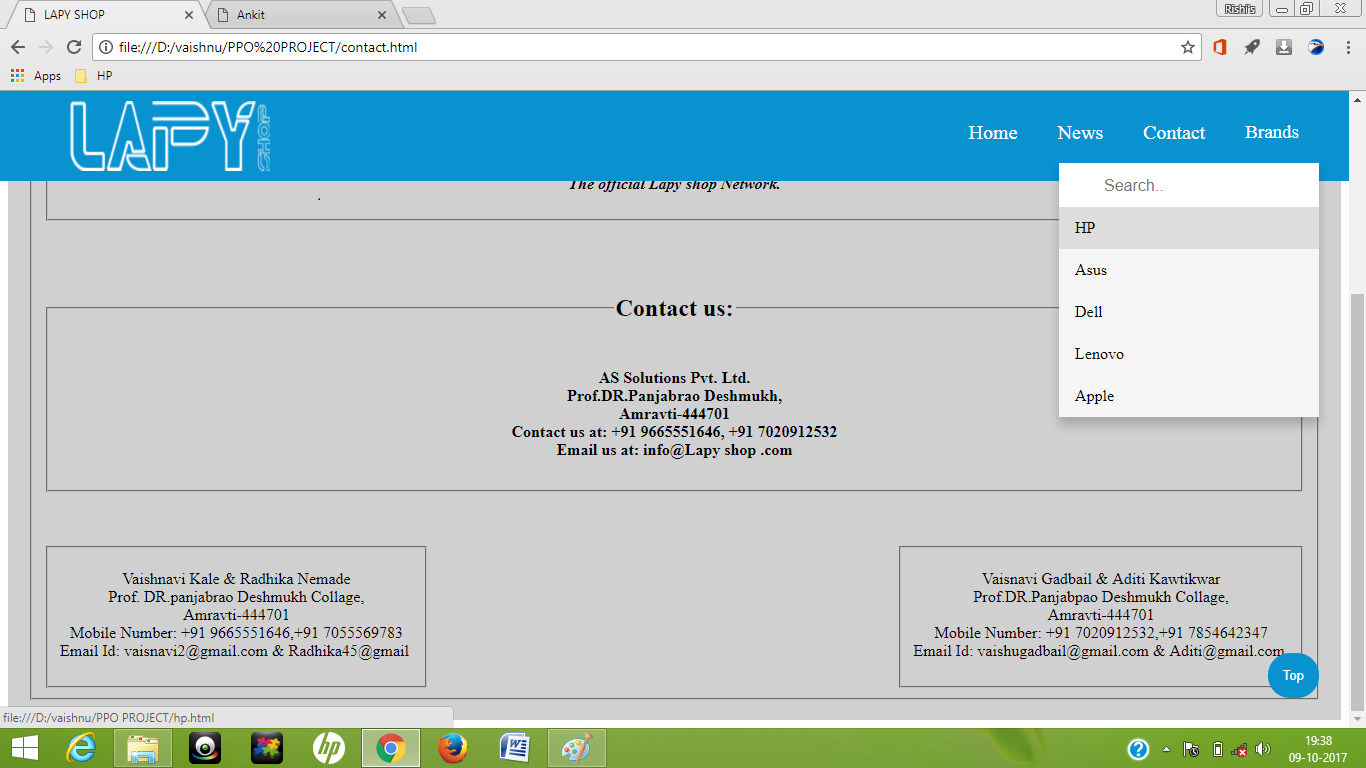 LAPY SHOP
Ankit
Rishi's
file:///D:/vaishnu/PPO%20PROJECT/contact.html
Apps
HP
LAPY SHOP
Home
News
Contact
Brands
The official Lapy shop Network.
.
Search..
HP
Asus
Dell
Lenovo
Apple
Contact us:
AS Solutions Pvt. Ltd.
Prof.DR.Panjabrao Deshmukh,
Amravti-444701
Contact us at: +91 9665551646, +91 7020912532
Email us at: info@Lapy shop .com
Vaishnavi Kale & Radhika Nemade
Prof. DR.panjabrao Deshmukh Collage,
Amravti-444701
Mobile Number: +91 9665551646,+91 7055569783
Email Id: vaisnavi2@gmail.com & Radhika45@gmail
Vaisnavi Gadbail & Aditi Kawtikwar
Prof.DR.Panjabpao Deshmukh Collage,
Amravti-444701
Mobile Number: +91 7020912532,+91 7854642347
Email Id: vaishugadbail@gmail.com & Aditi@gmail.com
Top
file:///D:/vaishnu/PPO PROJECT/hp.html
hp
19:38
09-10-2017